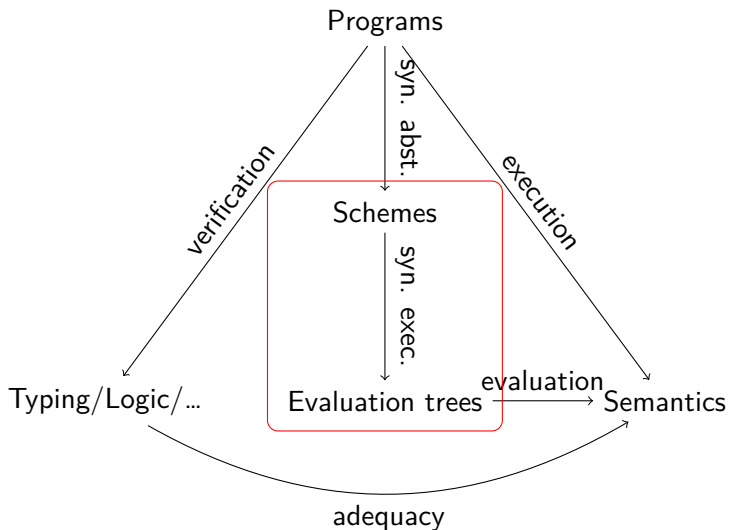 Programs
syn. abst.
verification
execution
Schemes
syn. exec.
evaluation
Typing/Logic/…
Evaluation trees
Semantics
adequacy